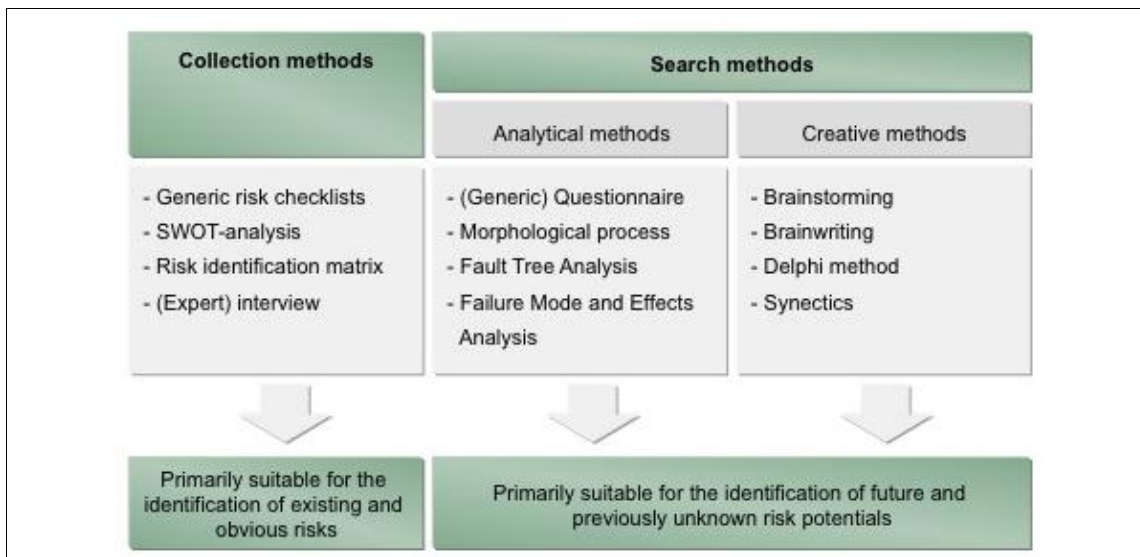 Collection methods
Search methods
Analytical methods
Creative methods
- Generic risk checklists
- SWOT-analysis
- Risk identification matrix
- (Expert) interview
- (Generic) Questionnaire
- Morphological process
- Fault Tree Analysis
- Failure Mode and Effects
Analysis
- Brainstorming
- Brainwriting
- Delphi method
- Synectics
Primarily suitable for the
identification of existing and
obvious risks
Primarily suitable for the identification of future and
previously unknown risk potentials